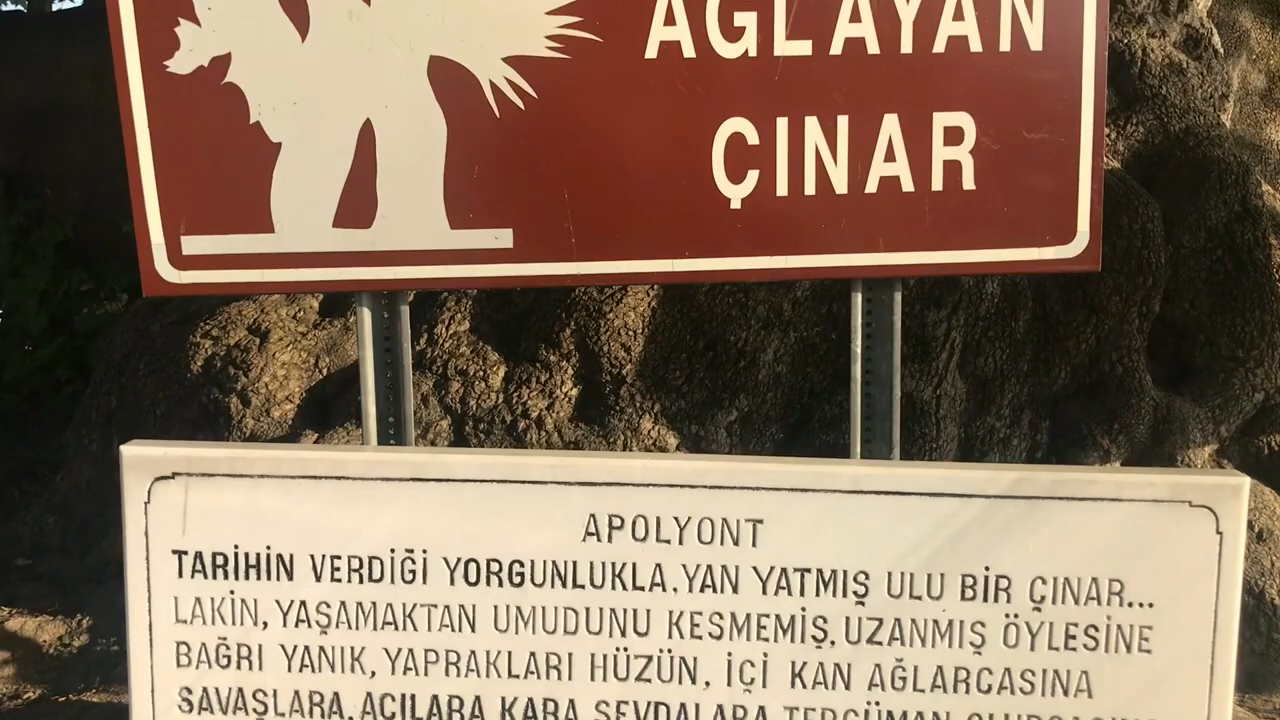 AĞLAYAN
ÇINAR
APOLYONT
TARİHİN VERDİĞİ YORGUNLUKLA, YAN YATMIŞ ULU BİR ÇINAR...
LAKİN, YAŞAMAKTAN UMUDUNU KESMEMİŞ, UZANMIŞ ÖYLESİNE
BAĞRI YANIK, YAPRAKLARI HÜZÜN, İÇİ KAN AĞLARCASINA
SAVAŞLARA, ACILARA KARA SEVDALARA TERCÜMAN